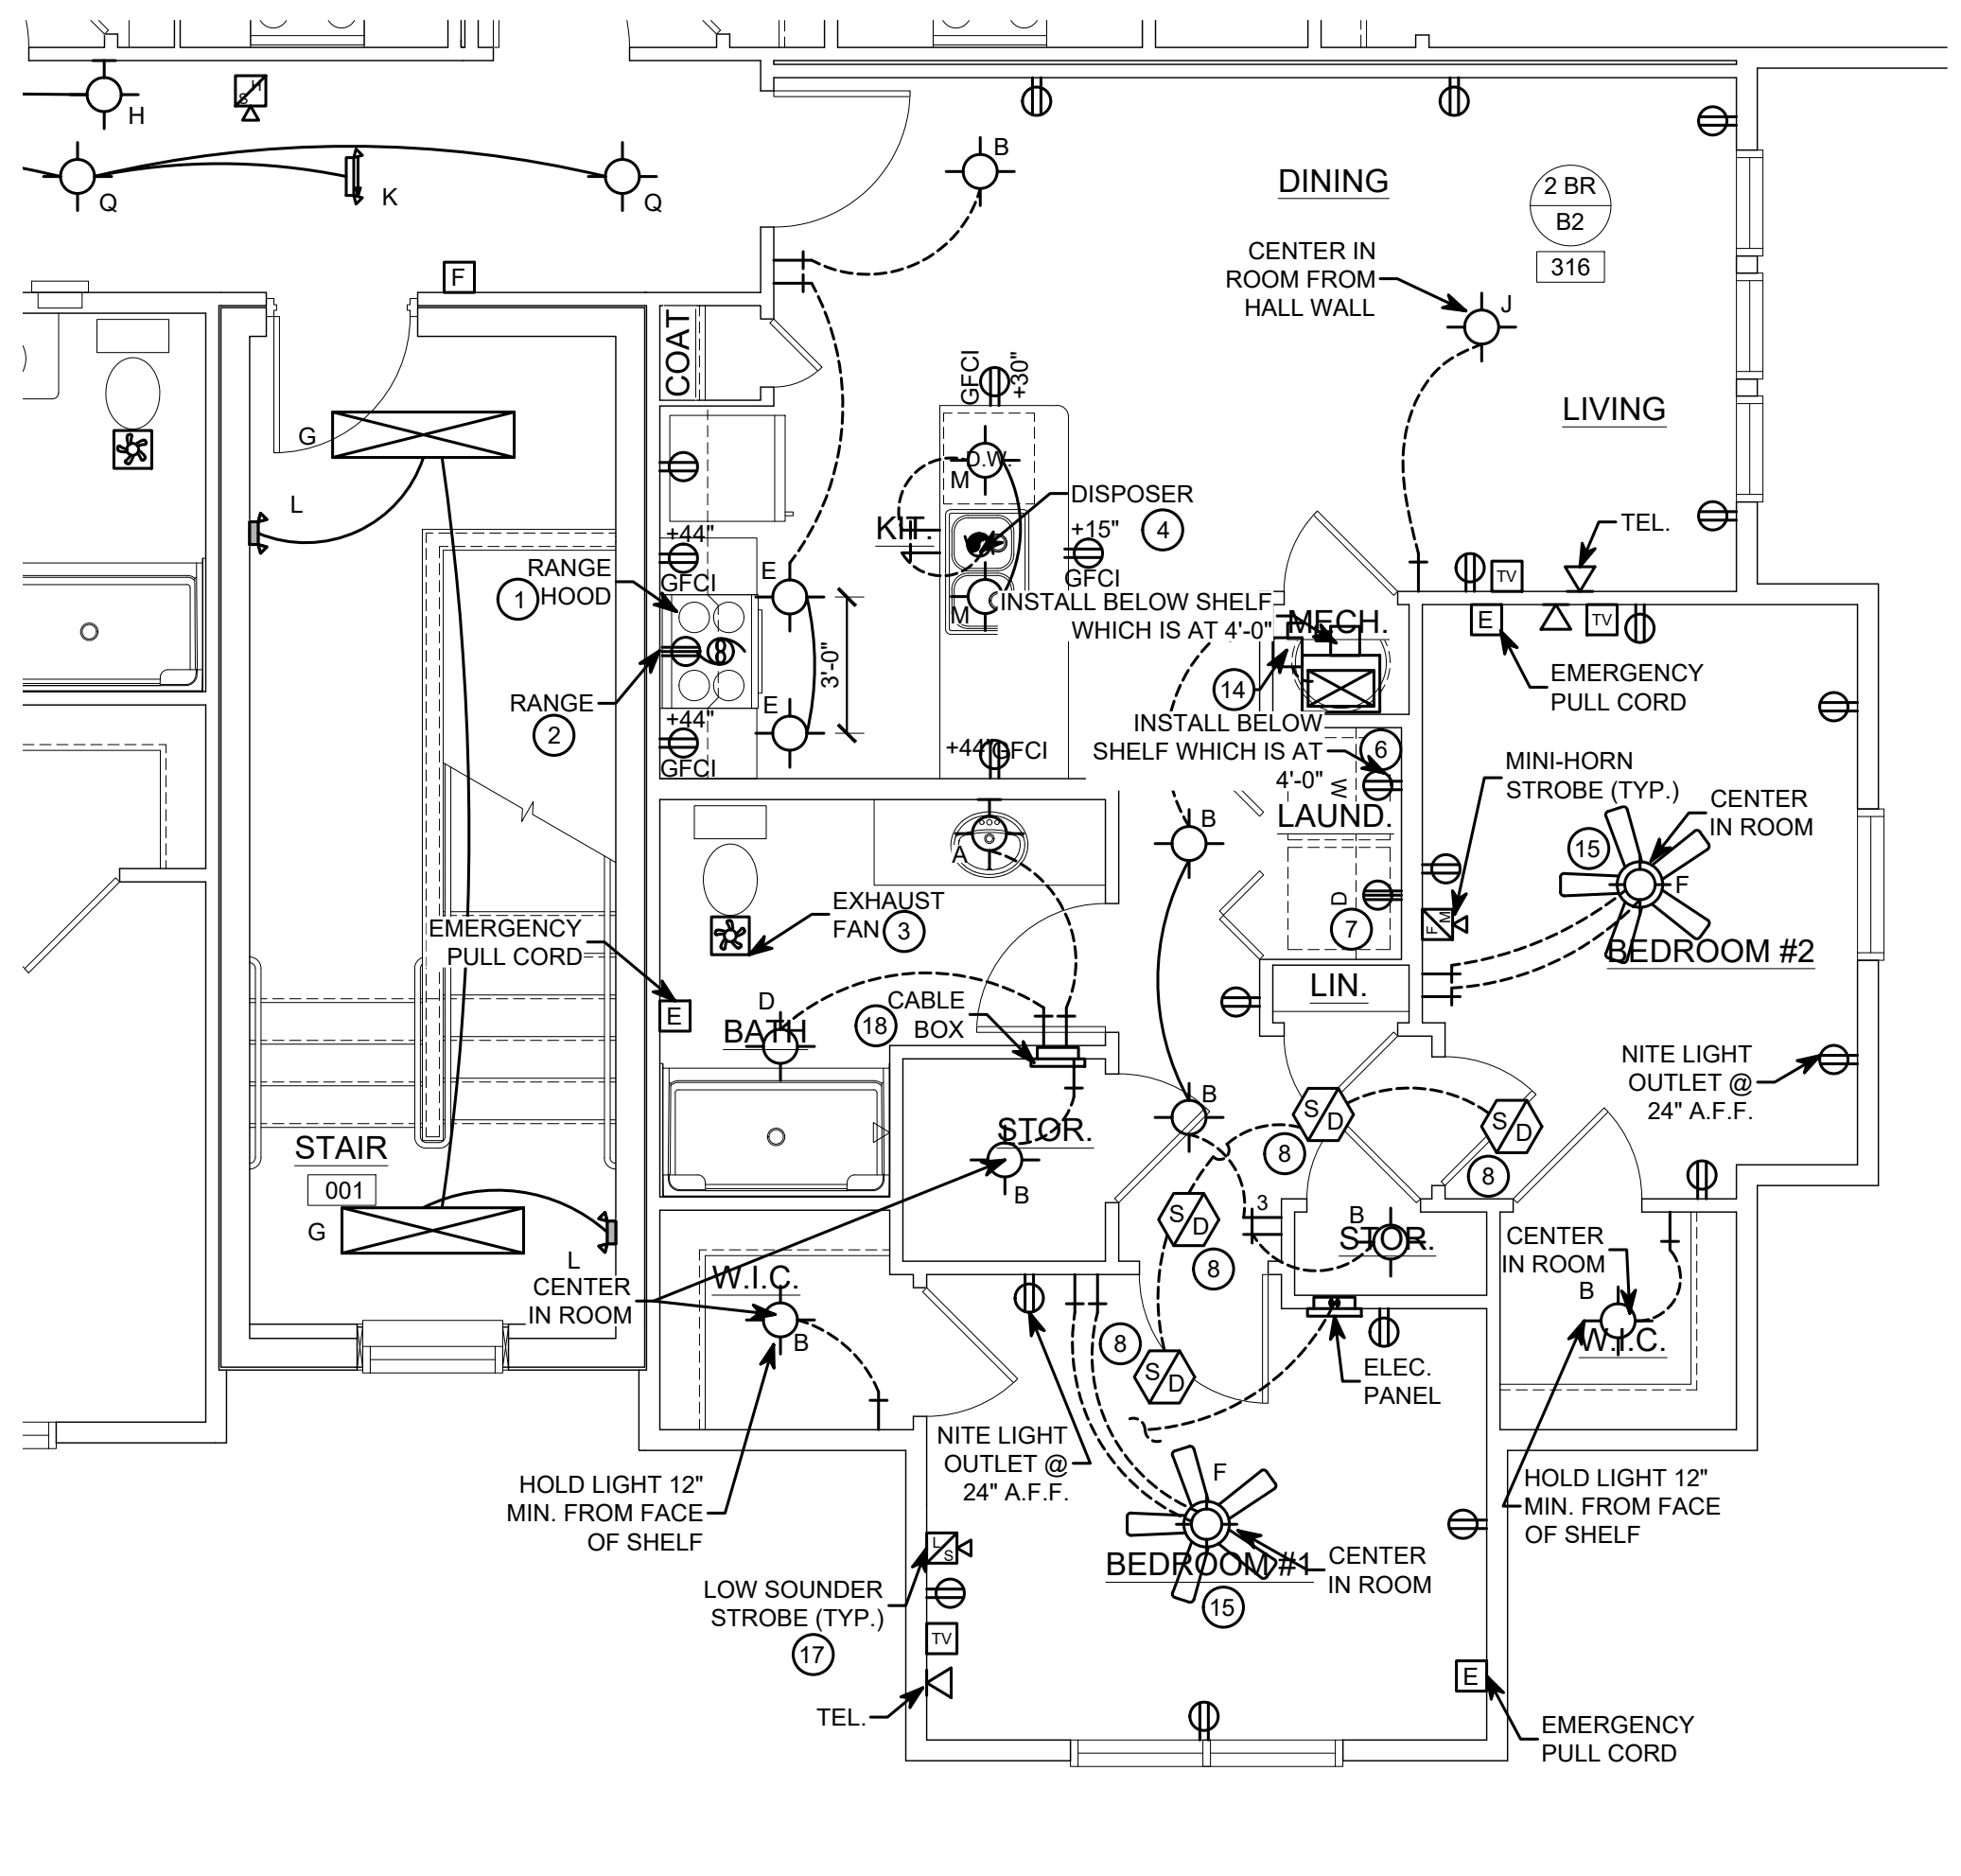 H
S H
B
Q
K
Q
DINING
2 BR
B2
316
CENTER IN
ROOM FROM
HALL WALL
J
F
COAT
GFCI
+30"
LIVING
G
L
D.W.
M
DISPOSER
4
KIT.
+15"
GFCI
TEL.
TV
+44"
GFCI
RANGE
HOOD
1
E
M
INSTALL BELOW SHELF
WHICH IS AT 4'-0"
MECH.
E
TV
EMERGENCY
PULL CORD
3'-0"
14
RANGE
2
+44"
GFCI
E
INSTALL BELOW
SHELF WHICH IS AT
4'-0"
6
+44"
GFCI
W
LAUND.
MINI-HORN
STROBE (TYP.)
CENTER
IN ROOM
15
F
B
A
D
7
F M
BEDROOM #2
EXHAUST
FAN
3
EMERGENCY
PULL CORD
E
D
BATH
18
CABLE
BOX
LIN.
NITE LIGHT
OUTLET @
24" A.F.F.
B
STOR.
B
S D
8
S D
8
STAIR
001
G
L
S D
8
3
B
STOR.
CENTER
IN ROOM
B
W.I.C.
CENTER
IN ROOM
W.I.C.
B
8
S D
ELEC.
PANEL
NITE LIGHT
OUTLET @
24" A.F.F.
HOLD LIGHT 12"
MIN. FROM FACE
OF SHELF
F
HOLD LIGHT 12"
MIN. FROM FACE
OF SHELF
L S
BEDROOM #1
15
CENTER
IN ROOM
LOW SOUNDER
STROBE (TYP.)
17
TV
TEL.
E
EMERGENCY
PULL CORD